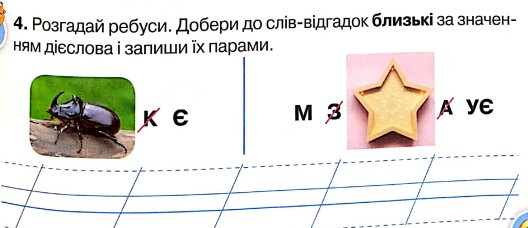 4. Розгадай ребуси. Добери до слів-відгадок близькі за значен-
ням дієслова і запиши їх парами.
К Є М З А УЄ